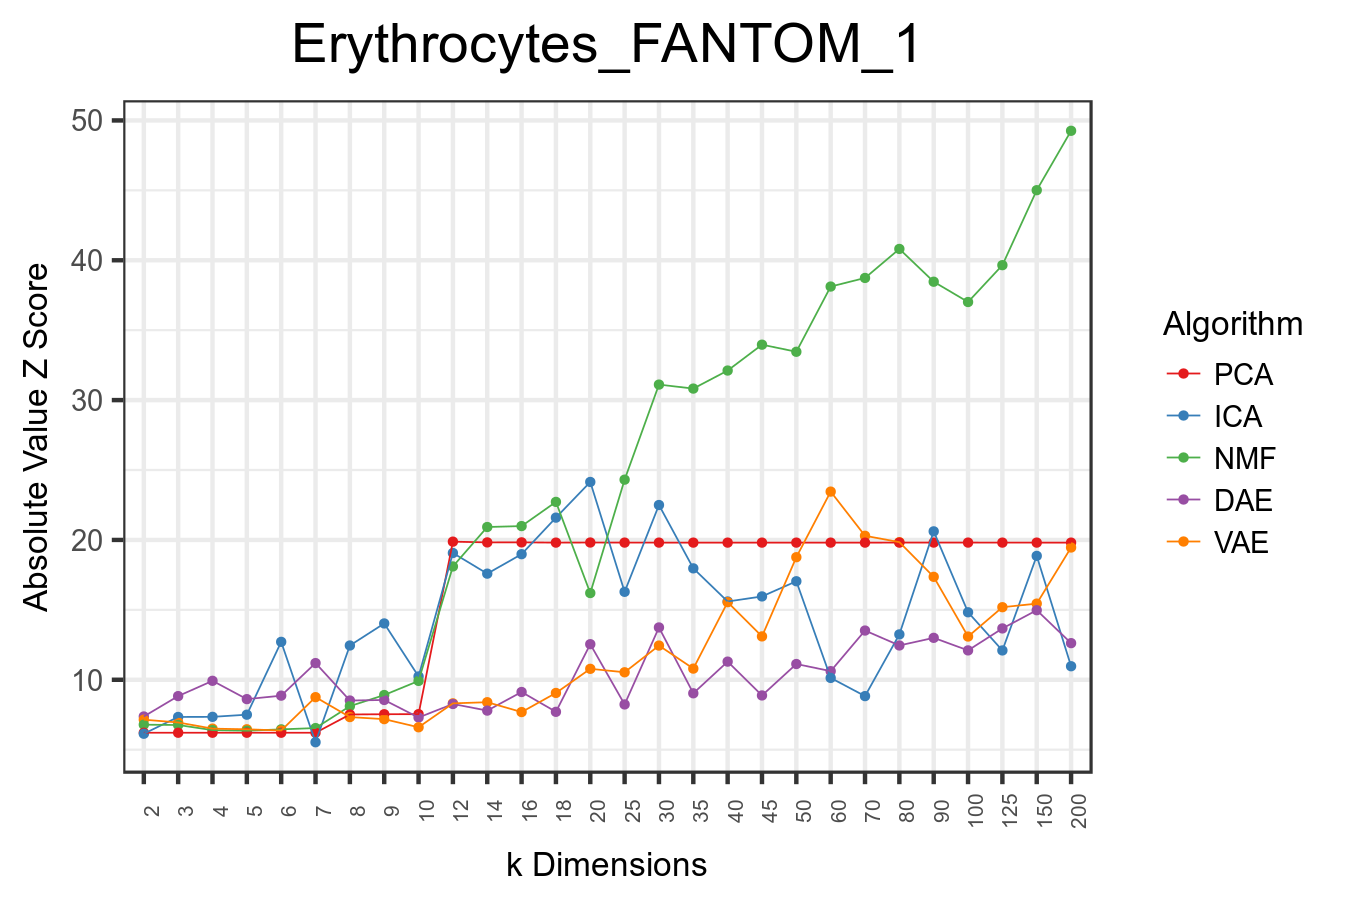 Erythrocytes_FANTOM_1
Absolute Value Z Score
50
40
30
20
10
2 3 4 5 6 7 8 9 10 12 14 16 18 20 25 30 35 40 45 50 60 70 80 90 100 125 150 200
k Dimensions
Algorithm
PCA
ICA
NMF
DAE
VAE